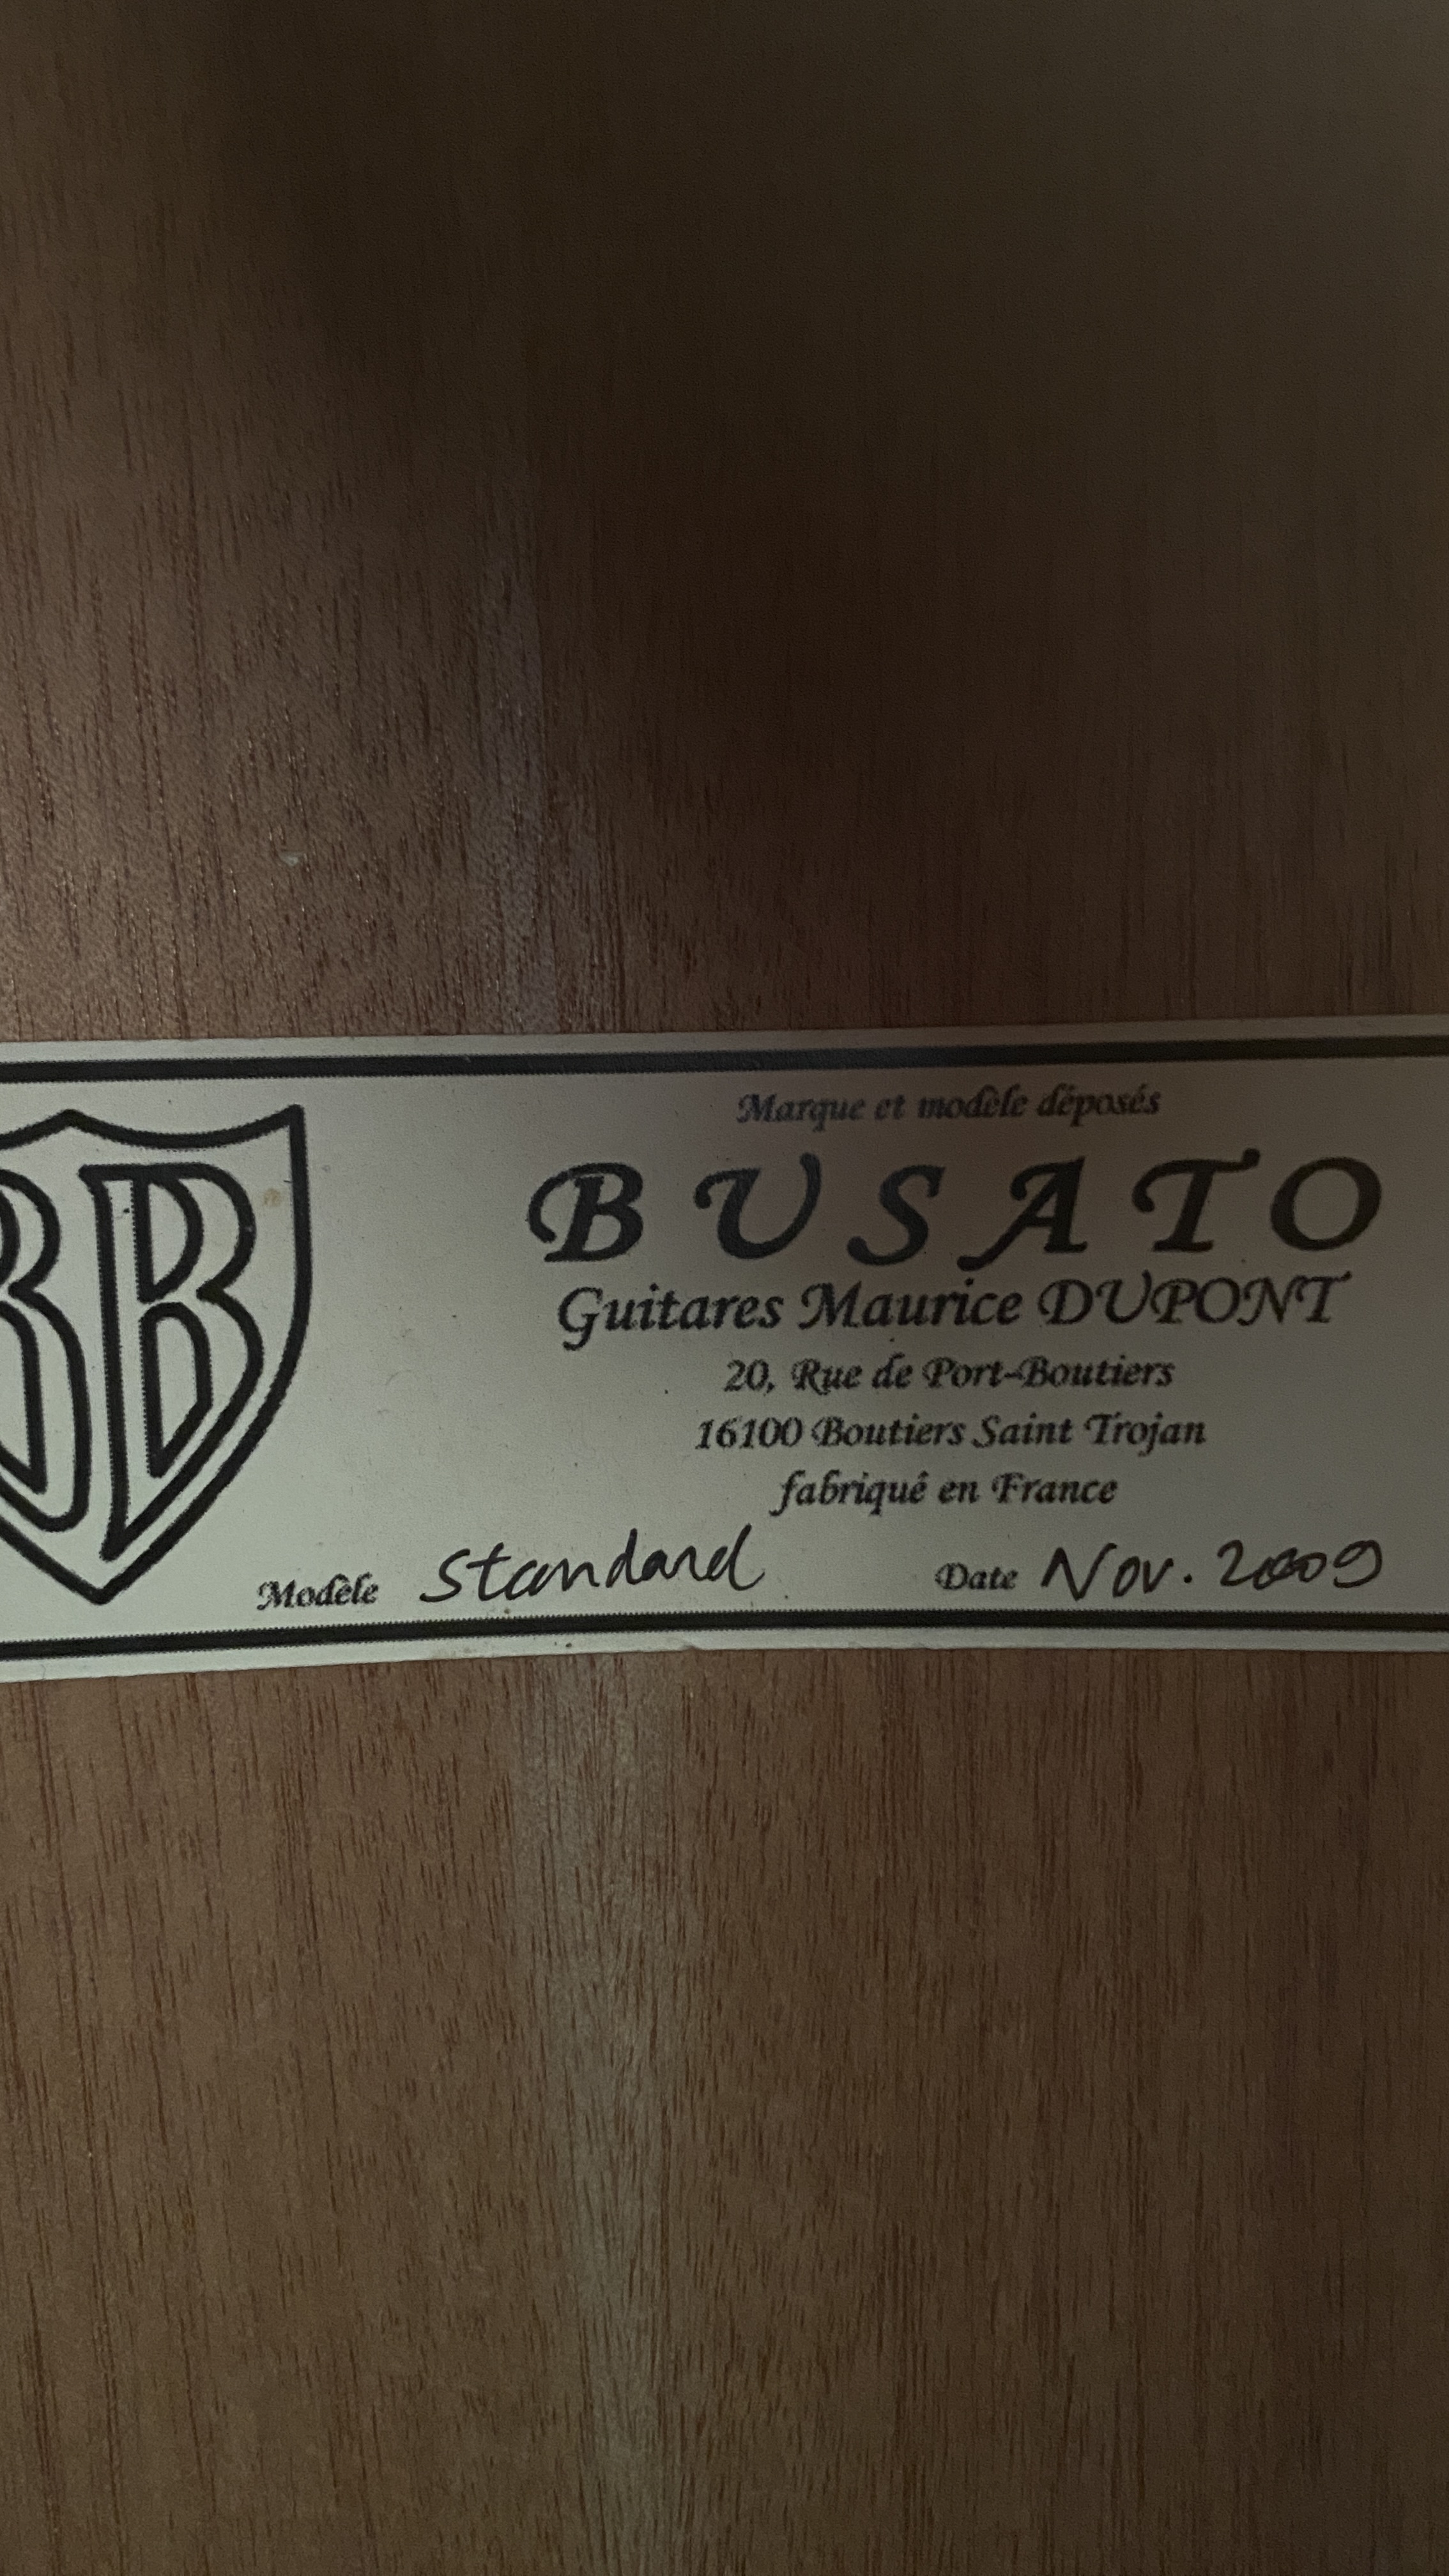 BB
Marque et modèle déposés
BUSATO
Guitares Maurice DUPONT
20, Rue de Port-Boutiers
16100 Boutiers Saint Trojan
fabriqué en France
Modèle Standard Date Nov. 2009